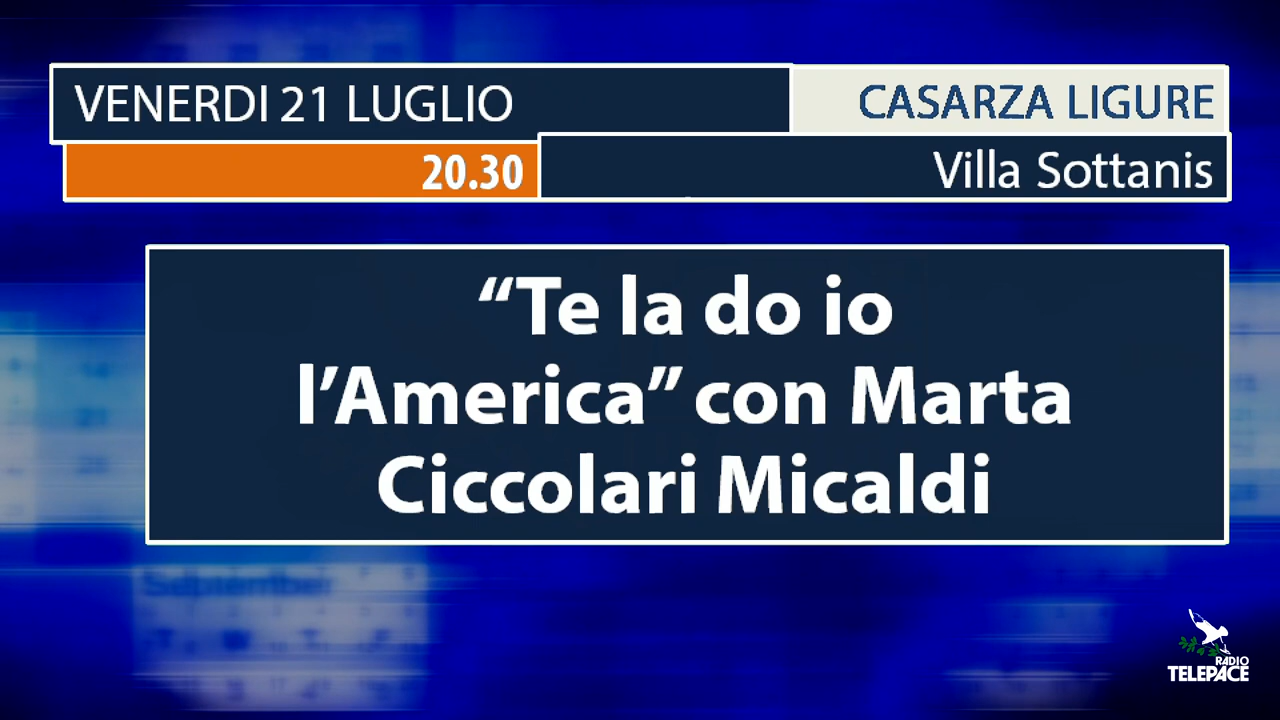 VENERDI 21 LUGLIO
CASARZA LIGURE
20.30
Villa Sottanis
“Te la do io
l’America” con Marta
Ciccolari Micaldi
September
RADIO
TELEPACE